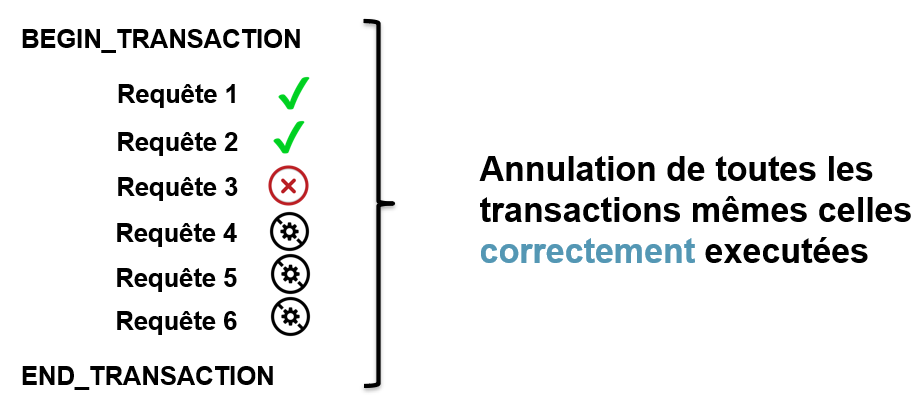 BEGIN_TRANSACTION
Requête 1
Requête 2
Requête 3
Requête 4
Requête 5
Requête 6
END_TRANSACTION
Annulation de toutes les
transactions mêmes celles
correctement executées